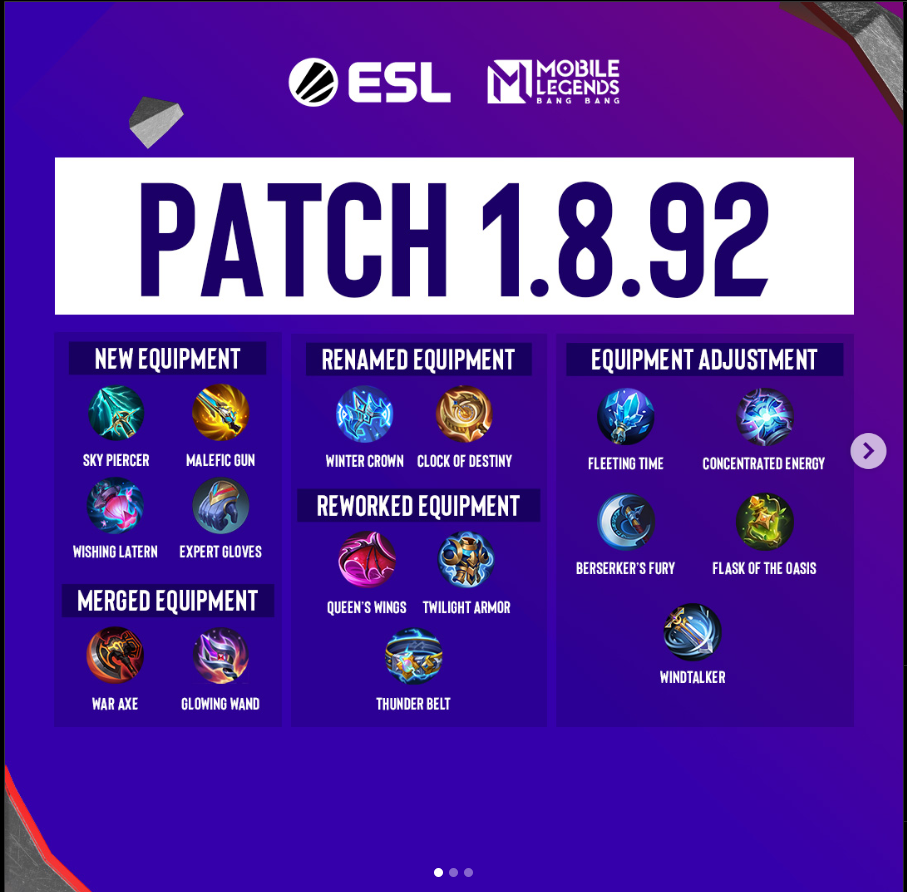 ESL
MOBILE
LEGENDS
BANG BANG
PATCH 1.8.92
NEW EQUIPMENT
SKY PIERCER MALEFIC GUN
WISHING LATERN EXPERT GLOVES
MERGED EQUIPMENT
WAR AXE GLOWING WAND
RENAMED EQUIPMENT
WINTER CROWN CLOCK OF DESTINY
REWORKED EQUIPMENT
QUEEN'S WINGS TWILIGHT ARMOR
THUNDER BELT
EQUIPMENT ADJUSTMENT
FLEETING TIME CONCENTRATED ENERGY
BERSERKER'S FURY FLASK OF THE OASIS
WINDTALKER